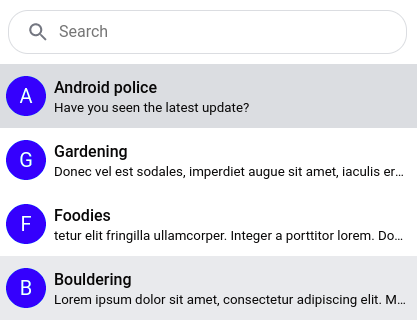 Search
A
Android police
Have you seen the latest update?
G
Gardening
Donec vel est sodales, imperdiet augue sit amet, iaculis er...
F
Foodies
tetur elit fringilla ullamcorper. Integer a porttitor lorem. Do...
B
Bouldering
Lorem ipsum dolor sit amet, consectetur adipiscing elit. M...